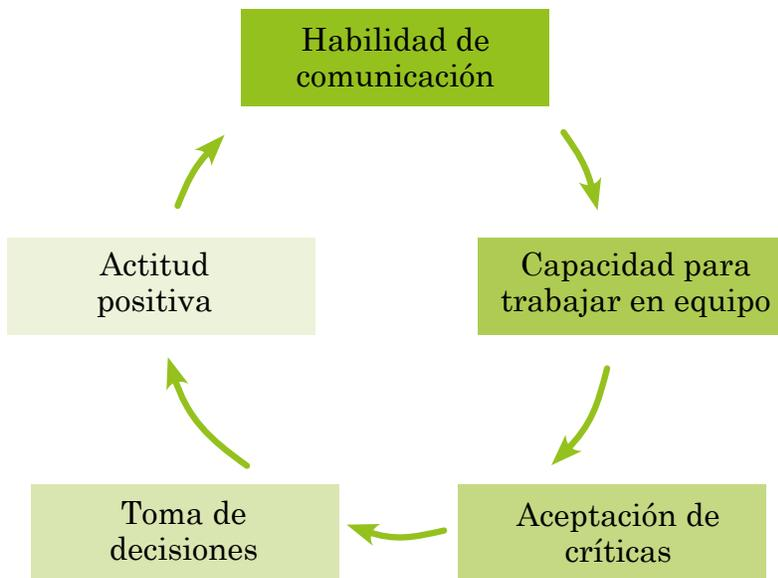 Habilidad de
comunicación
Capacidad para
trabajar en equipo
Aceptación de
críticas
Toma de
decisiones
Actitud
positiva